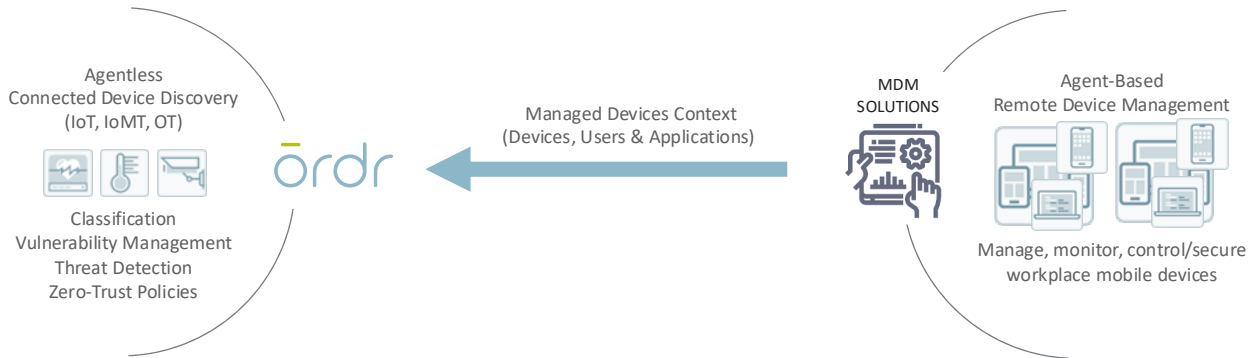 Agentless
Connected Device Discovery
(IoT, IoMT, OT)
Classification
Vulnerability Management
Threat Detection
Zero-Trust Policies
ōrdr
Managed Devices Context
(Devices, Users & Applications)
MDM
SOLUTIONS
Agent-Based
Remote Device Management
Manage, monitor, control/secure
workplace mobile devices